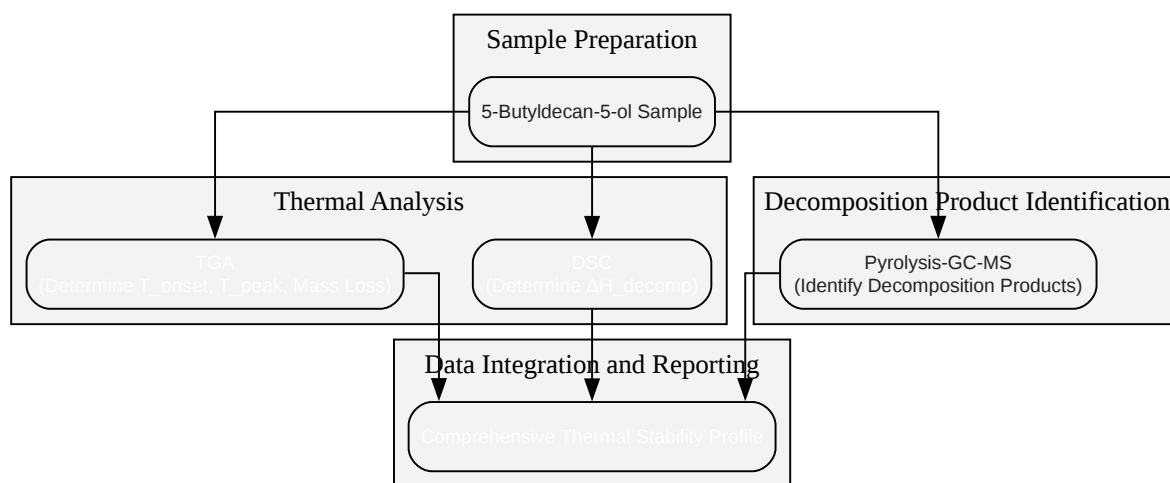 Sample Preparation
5-Butyldecan-5-ol Sample
Thermal Analysis
Decomposition Product Identification
TGA
(Determine T_onset, T_peak, Mass Loss)
DSC
(Determine ΔH_decomp)
Pyrolysis-GC-MS
(Identify Decomposition Products)
Data Integration and Reporting
Comprehensive Thermal Stability Profile